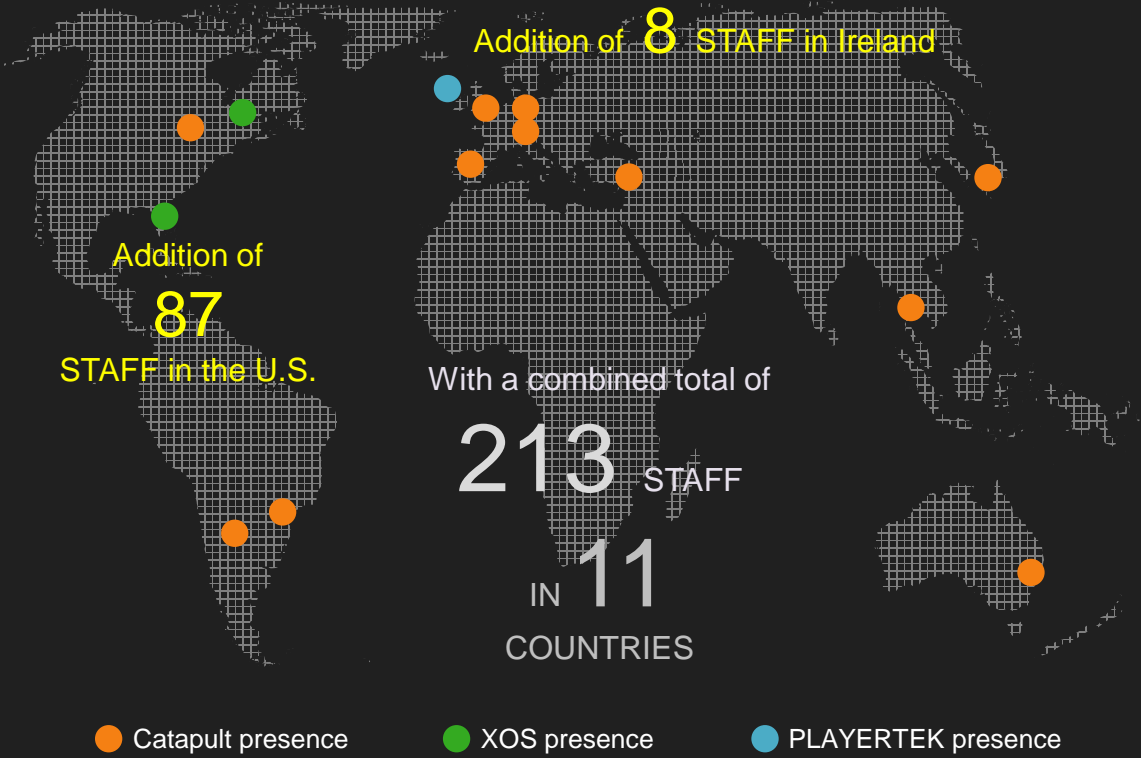 Addition of 8 STAFF in Ireland
Addition of
87
STAFF in the U.S.
With a combined total of
213 STAFF
IN 11
COUNTRIES
Catapult presence
XOS presence
PLAYERTEK presence